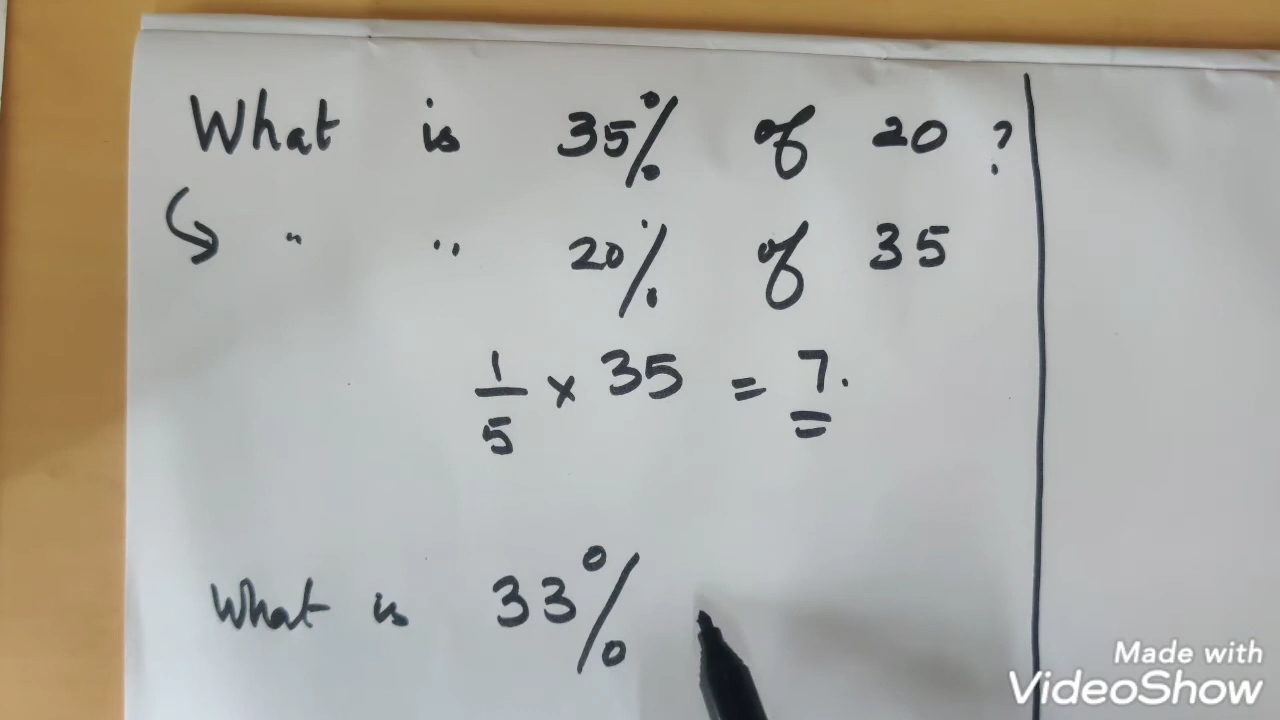 What is 35% of 20 ?
↳ " " 20% of 35
1/5 × 35 = 7.
What is 33%
Made with
VideoShow